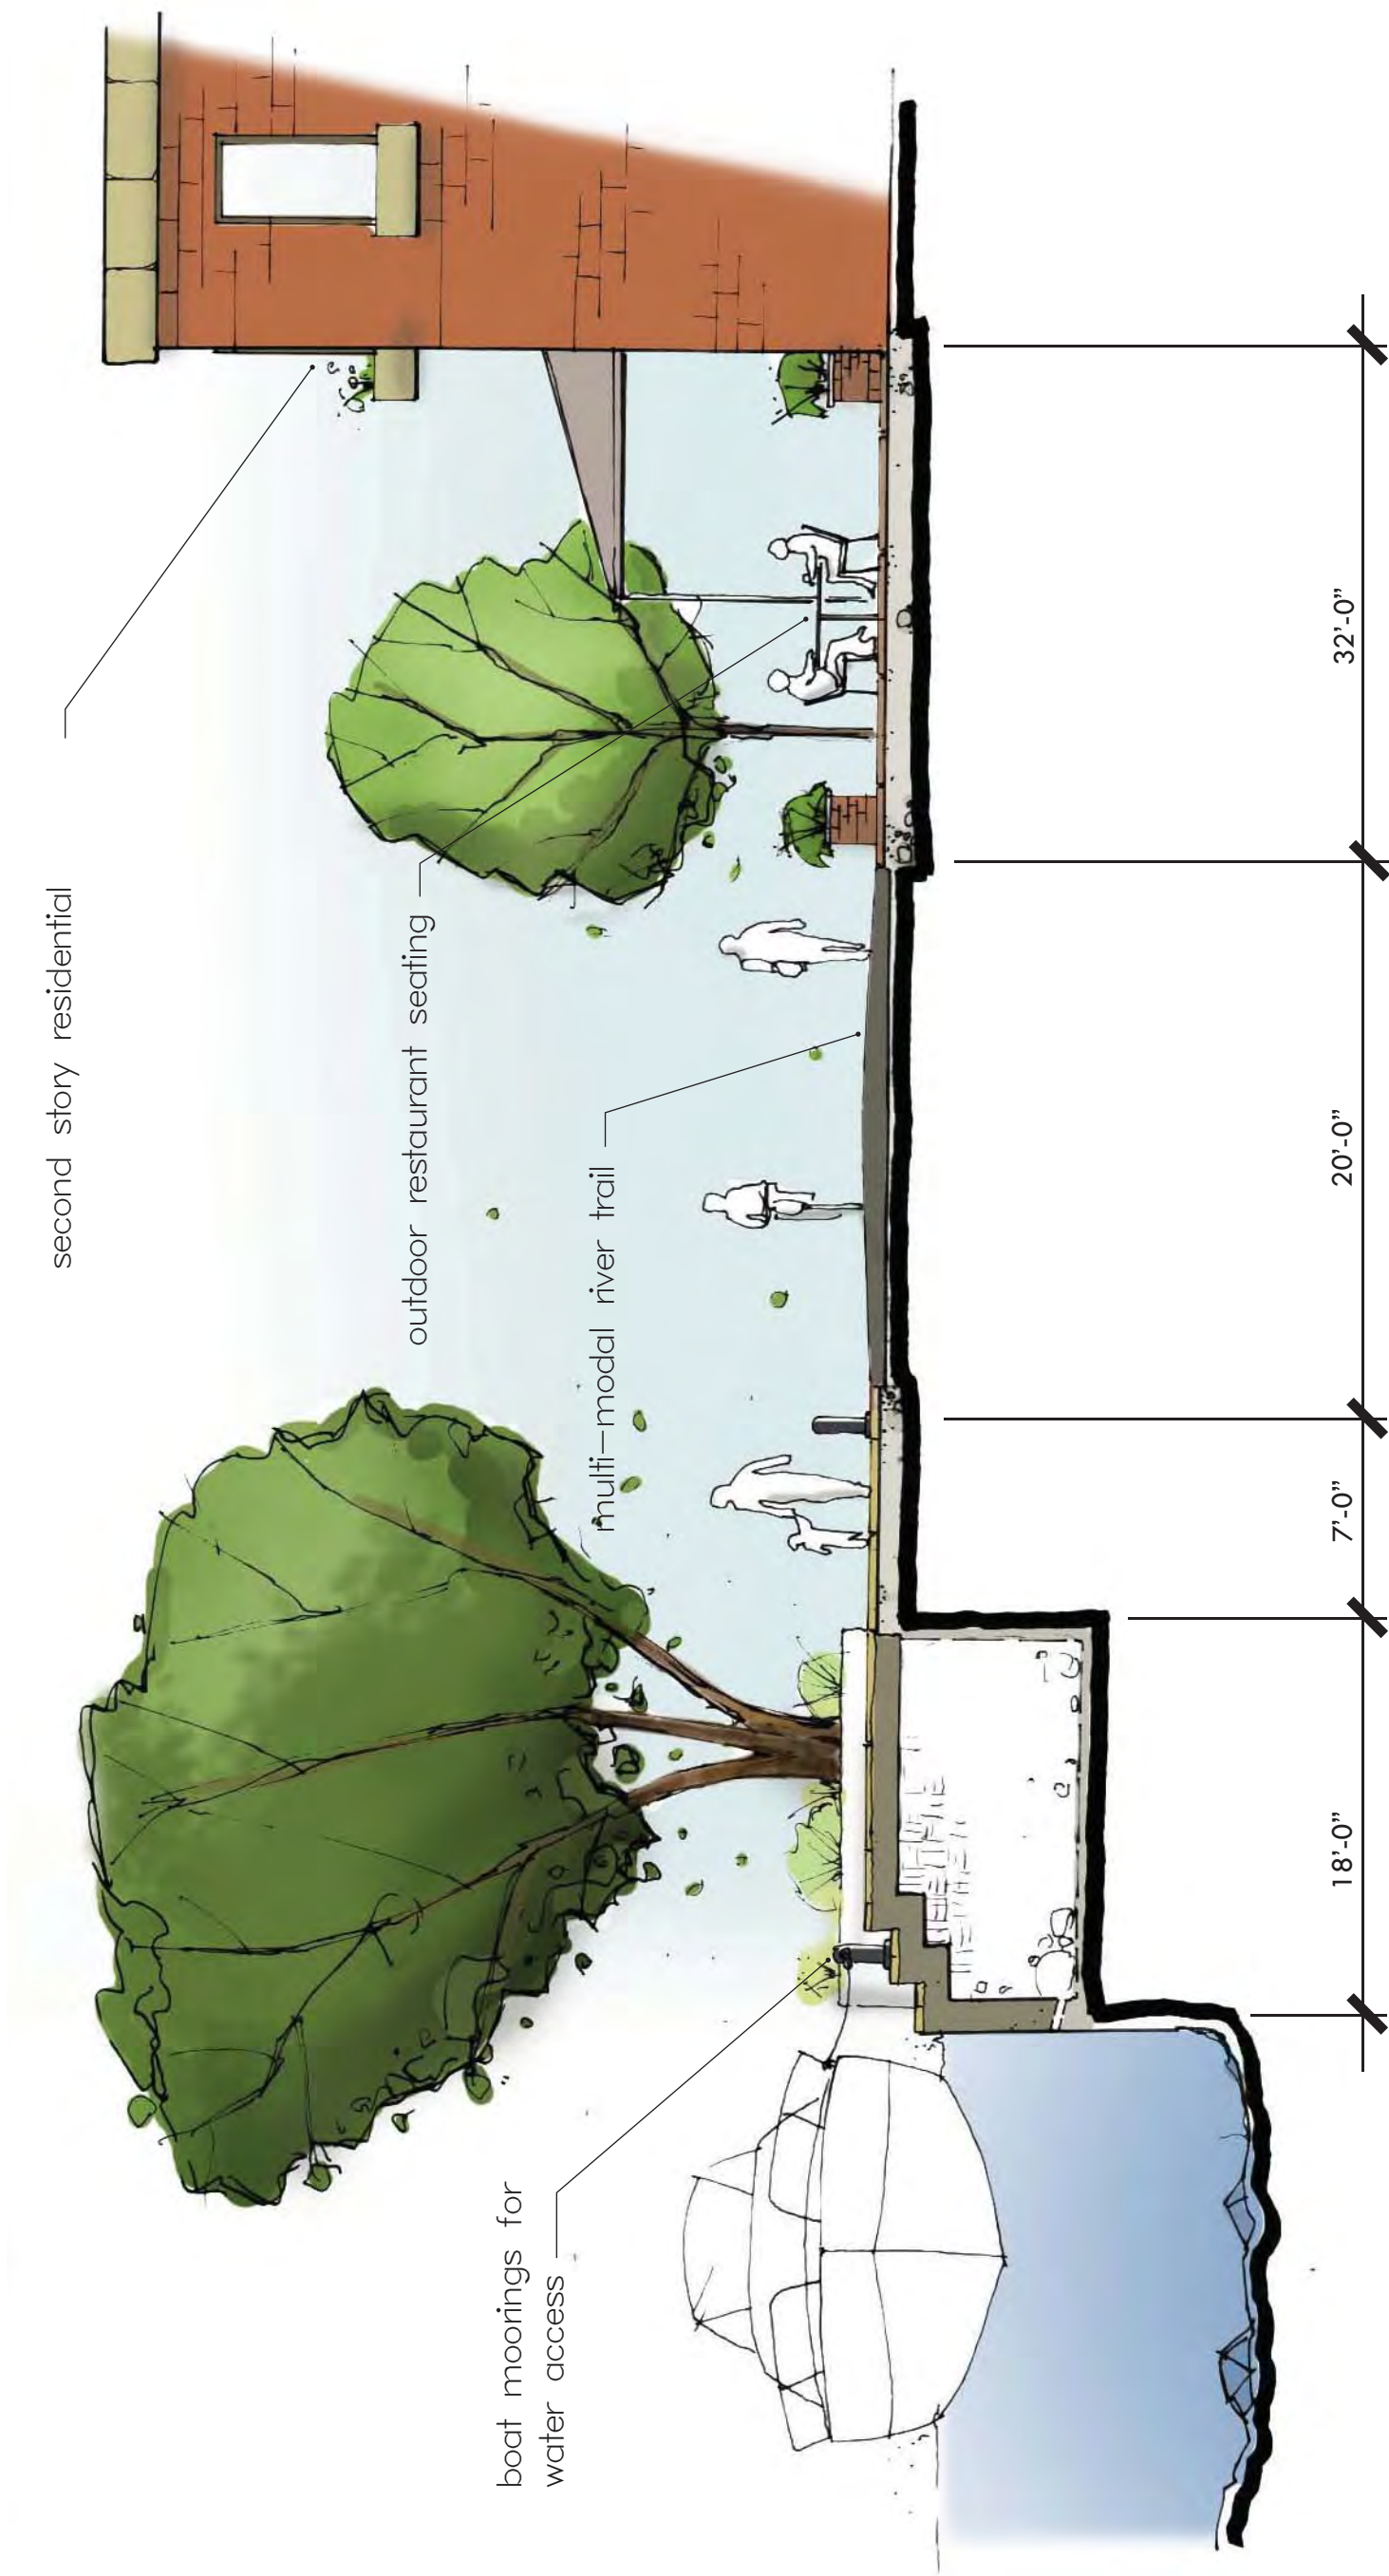 second story residential
outdoor restaurant seating
multi-modal river trail
boat moorings for
water access
18'-0"
7'-0"
20'-0"
32'-0"